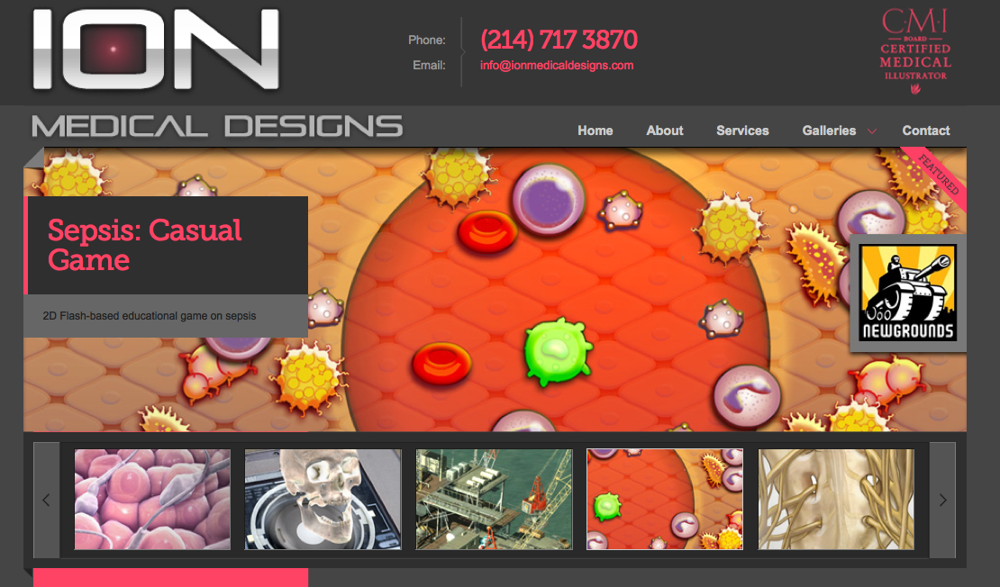 ION
MEDICAL DESIGNS
Phone:
(214) 717 3870
Email:
info@ionmedicaldesigns.com
C·M·I
BOARD
CERTIFIED
MEDICAL
ILLUSTRATOR
Home
About
Services
Galleries
Contact
FEATURED
Sepsis: Casual
Game
2D Flash-based educational game on sepsis
NEWGROUNDS